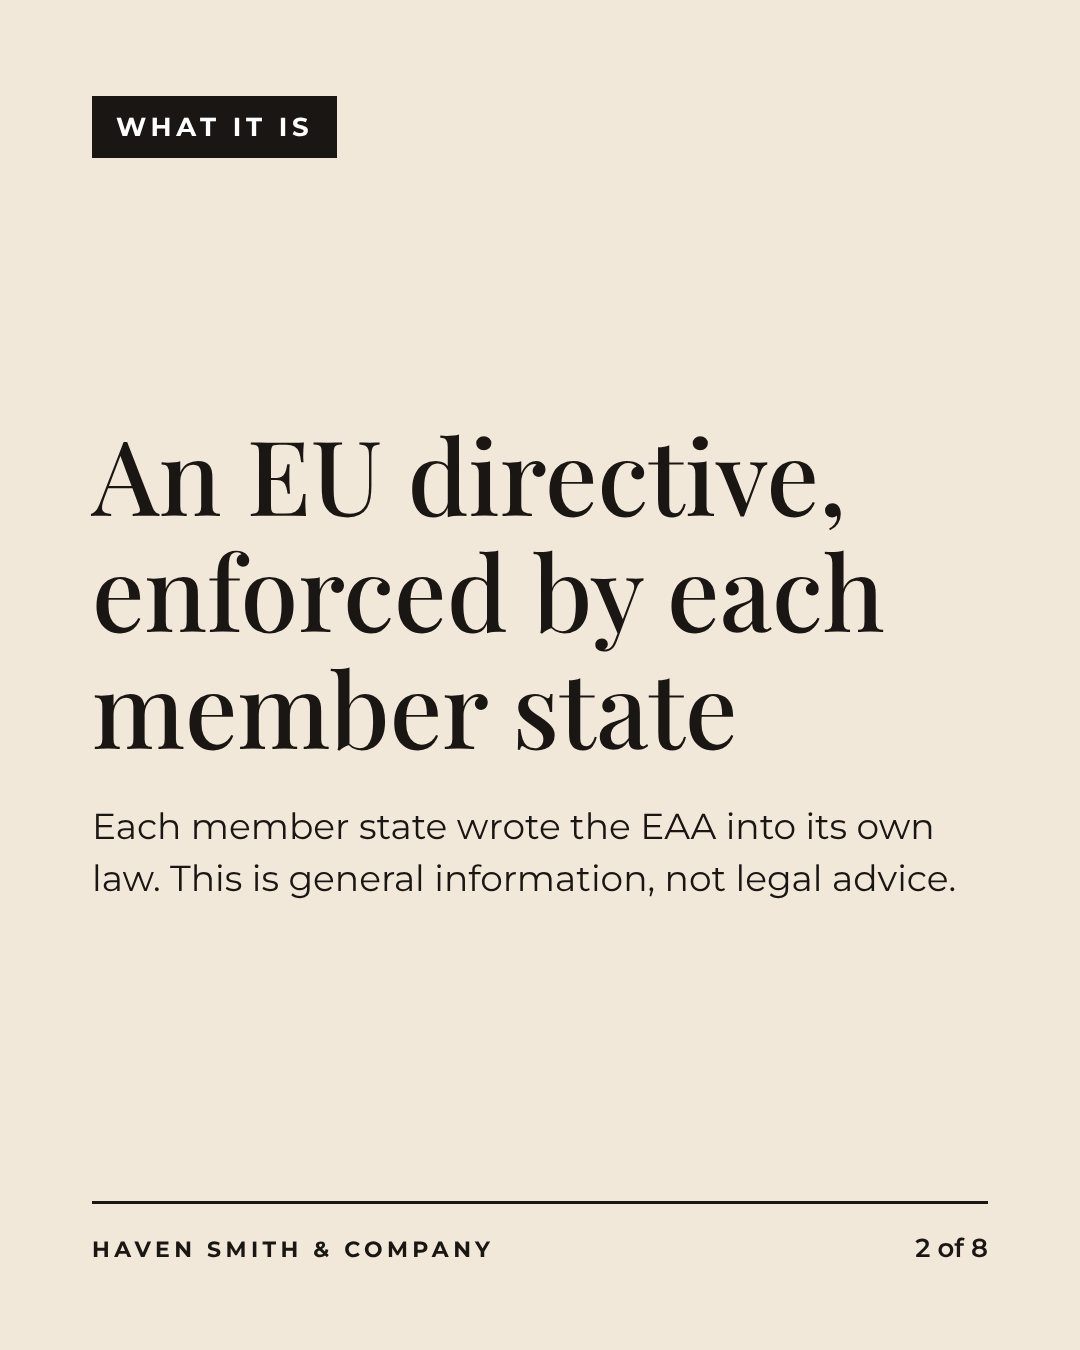 WHAT IT IS
An EU directive,
enforced by each
member state
Each member state wrote the EAA into its own
law. This is general information, not legal advice.
HAVEN SMITH & COMPANY
2 of 8